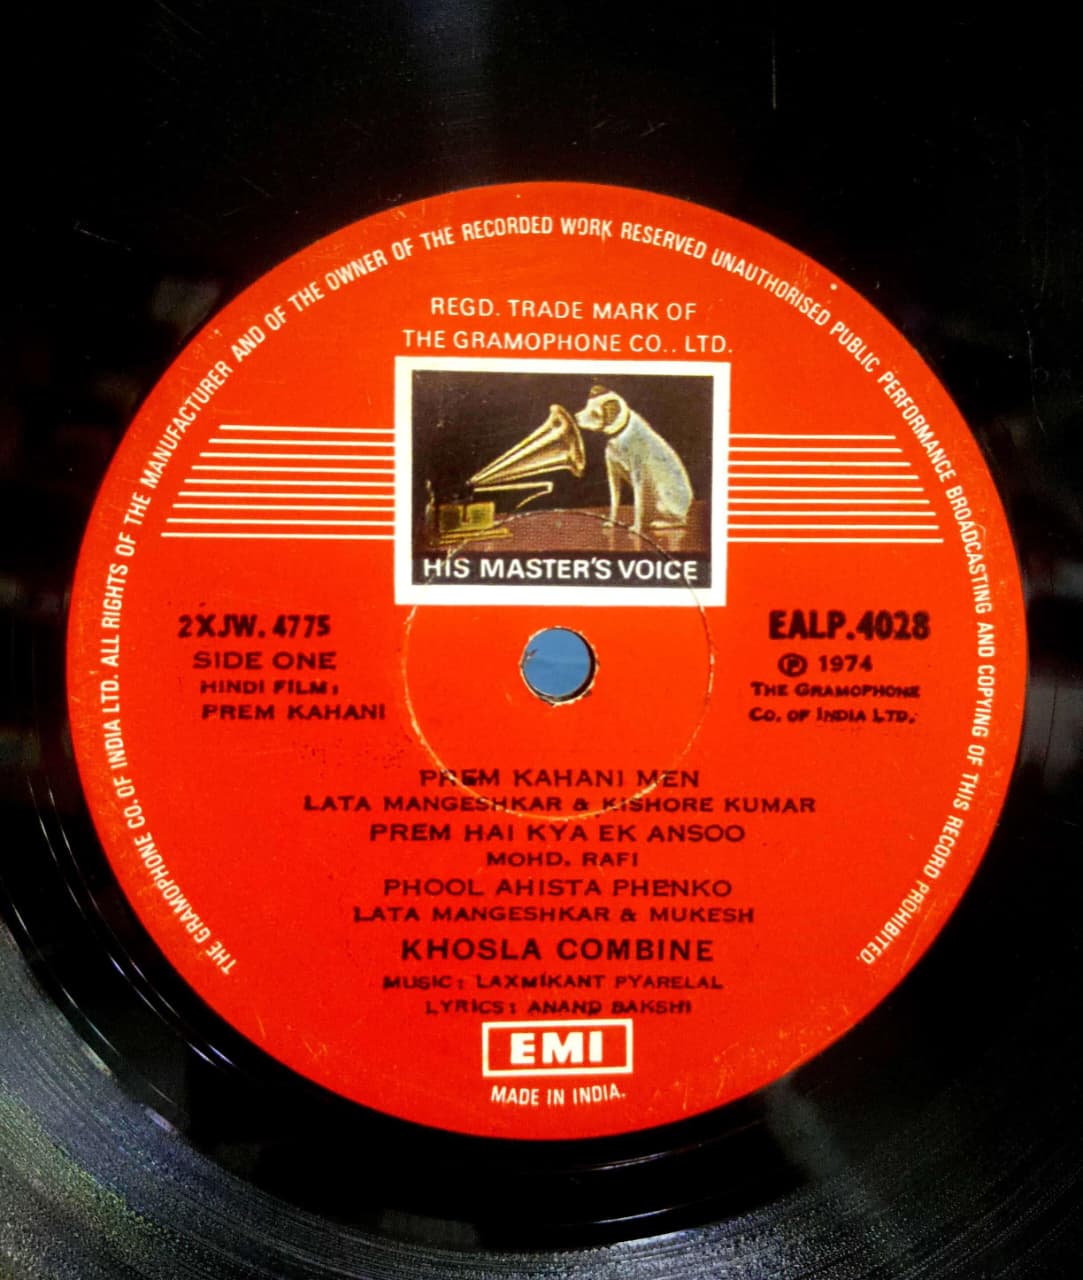 THE GRAMOPHONE CO. OF INDIA LTD. ALL RIGHTS OF THE MANUFACTURER AND OF THE OWNER OF THE RECORDED WORK RESERVED UNAUTHORISED PUBLIC PERFORMANCE BROADCASTING AND COPYING OF THIS RECORD PROHIBITED.
REGD. TRADE MARK OF
THE GRAMOPHONE CO., LTD.
HIS MASTER'S VOICE
2XJW. 4775
SIDE ONE
HINDI FILM:
PREM KAHANI
EALP. 4028
Ⓟ 1974
THE GRAMOPHONE
CO. OF INDIA LTD.
PREM KAHANI MEN
LATA MANGESHKAR & KISHORE KUMAR
PREM HAI KYA EK ANSOO
MOHD. RAFI
PHOOL AHISTA PHENKO
LATA MANGESHKAR & MUKESH
KHOSLA COMBINE
MUSIC: LAXMIKANT PYARELAL
LYRICS: ANAND BAKSHI
EMI
MADE IN INDIA.